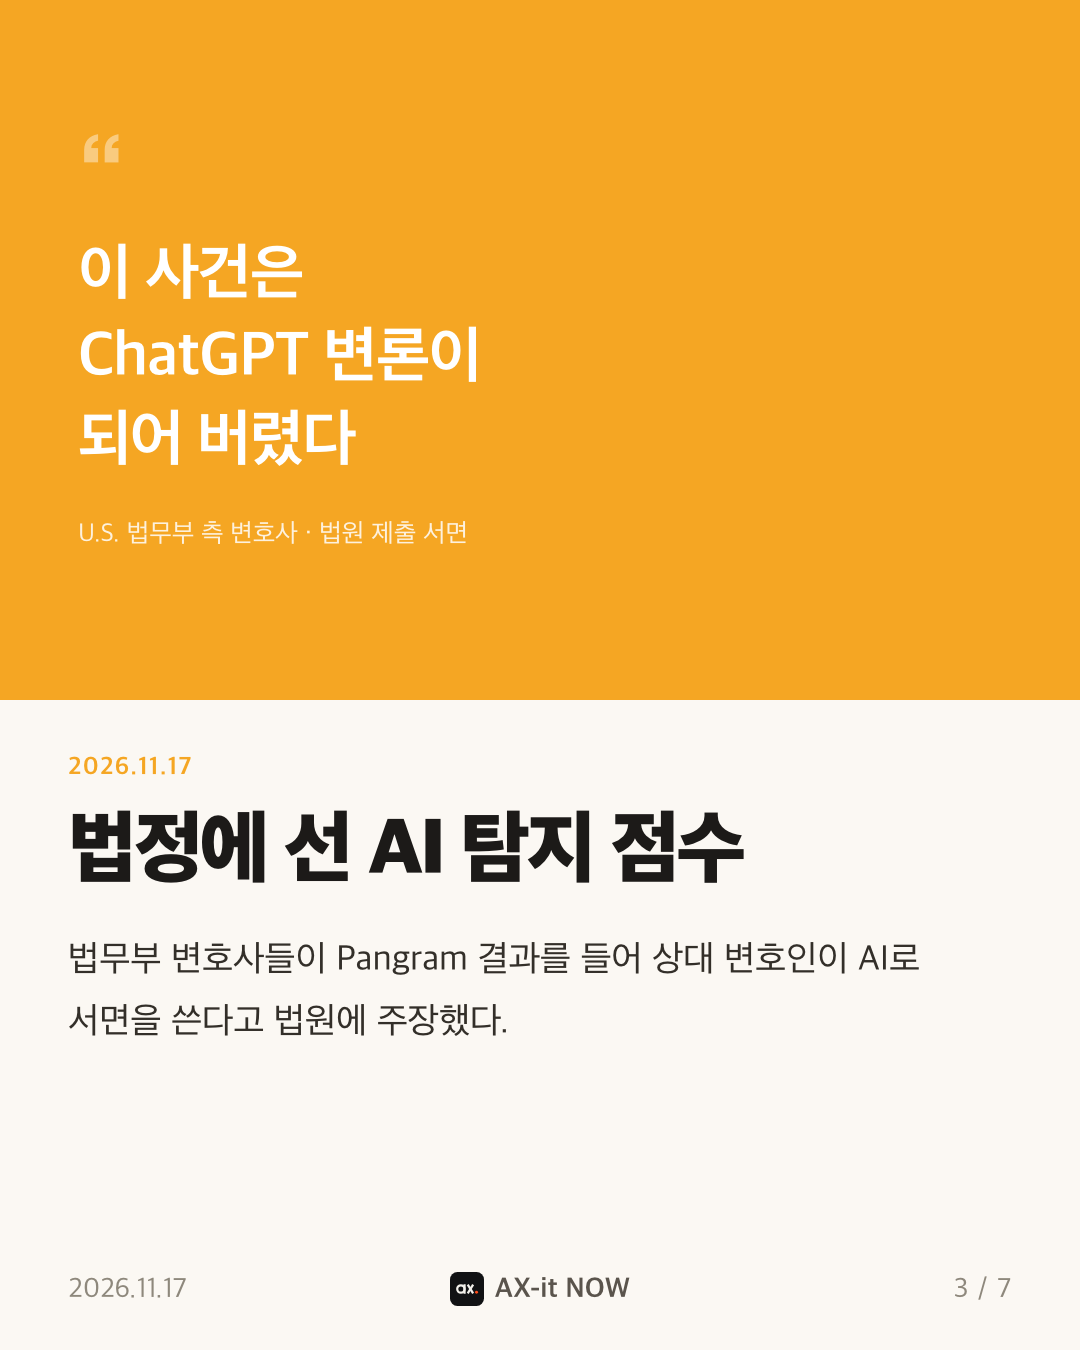 “
이 사건은
ChatGPT 변론이
되어 버렸다
U.S. 법무부 측 변호사 · 법원 제출 서면
2026.11.17
법정에 선 AI 탐지 점수
법무부 변호사들이 Pangram 결과를 들어 상대 변호인이 AI로
서면을 쓴다고 법원에 주장했다.
2026.11.17
ax. AX-it NOW
3 / 7